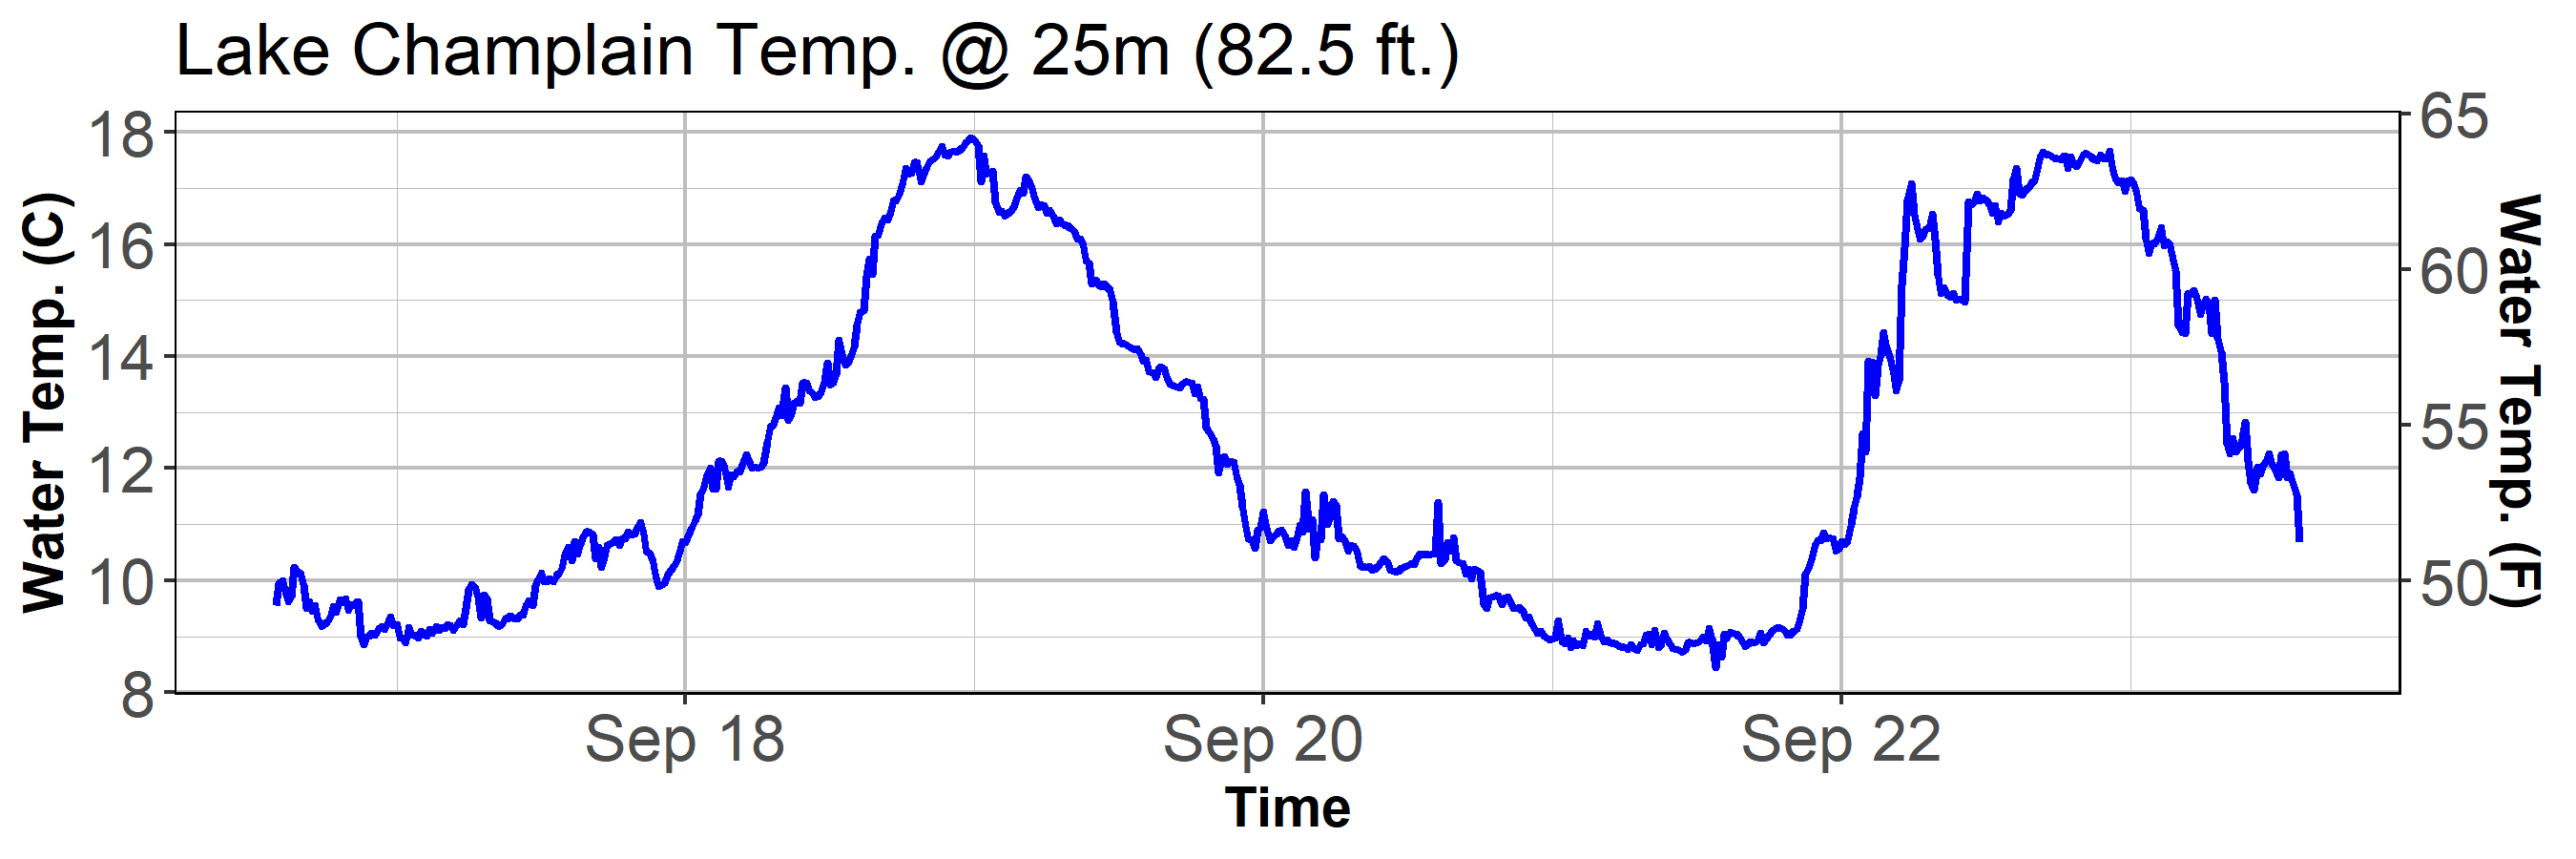 Lake Champlain Temp. @ 25m (82.5 ft.)
Water Temp. (C)
18
16
14
12
10
8
65
60
55
50
Water Temp. (F)
Sep 18 Sep 20 Sep 22
Time